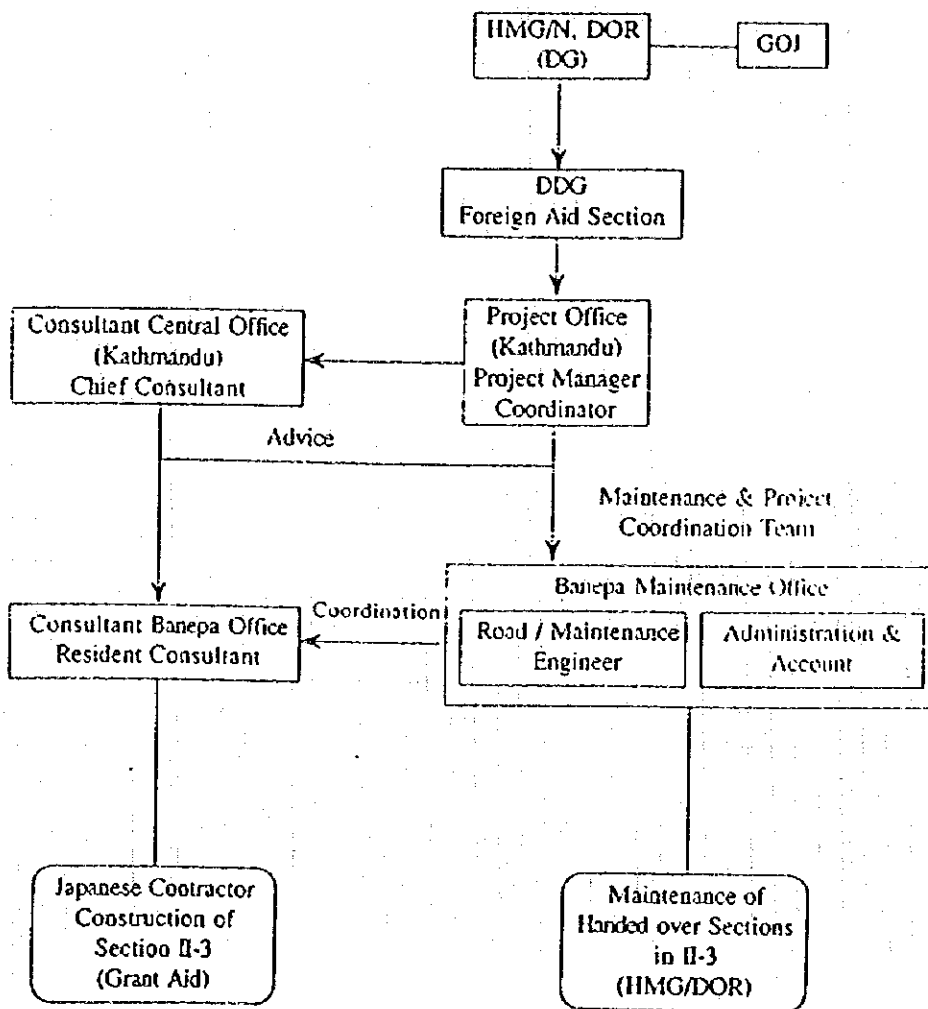 HMG/N, DOR
(DG)
GOJ
DDG
Foreign Aid Section
Consultant Central Office
(Kathmandu)
Chief Consultant
Project Office
(Kathmandu)
Project Manager
Coordinator
Advice
Maintenance & Project
Coordination Team
Banepa Maintenance Office
Coordination
Consultant Banepa Office
Resident Consultant
Road / Maintenance
Engineer
Administration &
Account
Japanese Contractor
Construction of
Section II-3
(Grant Aid)
Maintenance of
Handed over Sections
in II-3
(HMG/DOR)